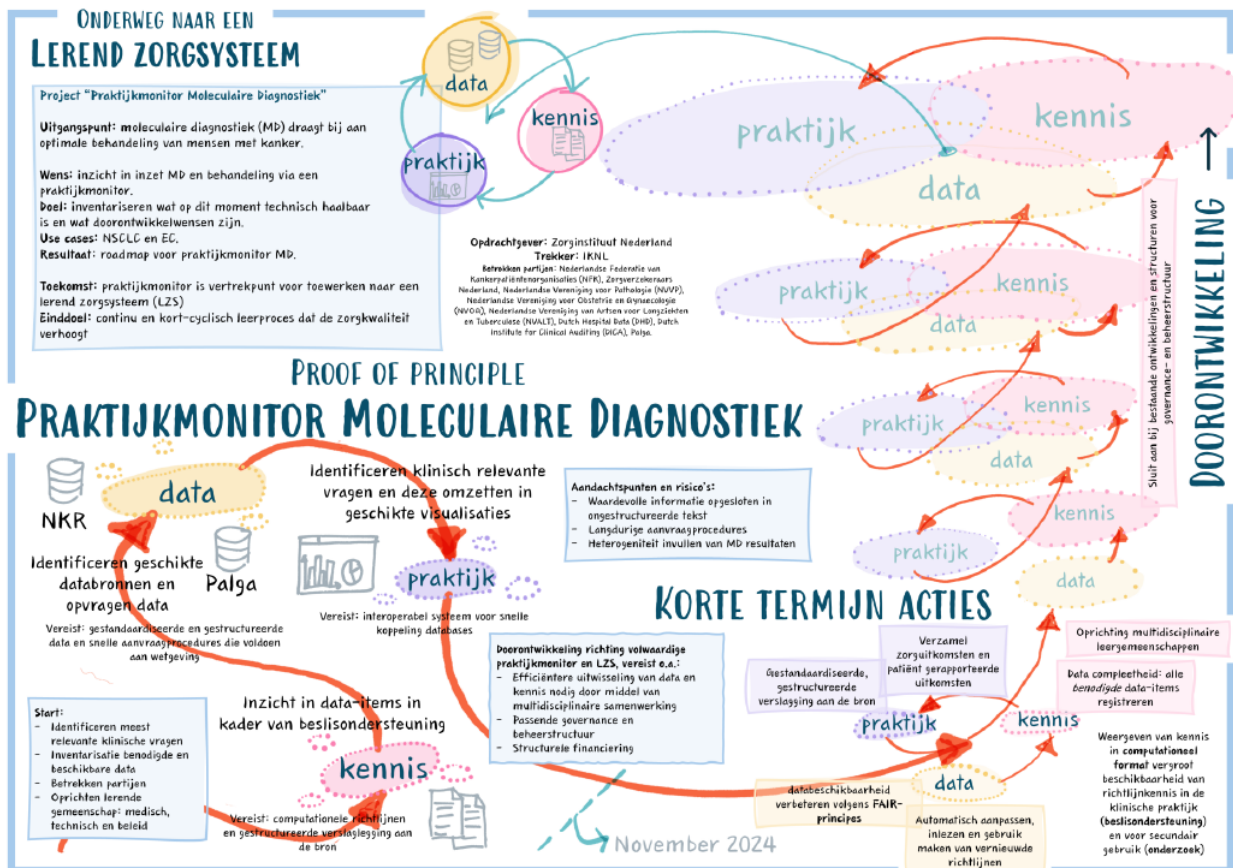 ONDERWEG NAAR EEN
LEREND ZORGSYSTEEM
Project "Praktijkmonitor Moleculaire Diagnostiek"
Uitgangspunt: moleculaire diagnostiek (MD) draagt bij aan
optimale behandeling van mensen met kanker.
Wens: inzicht in inzet MD en behandeling via een
praktijkmonitor.
Doel: inventariseren wat op dit moment technisch haalbaar
is en wat doorontwikkelwensen zijn.
Use cases: NSCLC en EC.
Resultaat: roadmap voor praktijkmonitor MD.
Toekomst: praktijkmonitor is vertrekpunt voor toewerken naar een
lerend zorgsysteem (LZS)
Einddoel: continu en kort-cyclisch leerproces dat de zorgkwaliteit
verhoogt
data
kennis
praktijk
Opdrachtgever: Zorginstituut Nederland
Trekker: IKNL
Betrokken partijen: Nederlandse Federatie van
Kankerpatiëntenorganisaties (NFK), Zorgverzekeraars
Nederland, Nederlandse Vereniging voor Pathologie (NVVP),
Nederlandse Vereniging voor Obstetrie en Gynaecologie
(NVOG), Nederlandse Vereniging van Artsen voor Longziekten
en Tuberculose (NVALT), Dutch Hospital Data (DHD), Dutch
Institute for Clinical Auditing (DICA), Palga.
praktijk
kennis
data
praktijk
kennis
data
praktijk
kennis
data
kennis
praktijk
data
DOORONTWIKKELING
Sluit aan bij bestaande ontwikkelingen en structuren voor
governance- en beheerstructuur
PROOF OF PRINCIPLE
PRAKTIJKMONITOR MOLECULAIRE DIAGNOSTIEK
data
NKR
Palga
Identificeren geschikte
databronnen en
opvragen data
Vereist: gestandaardiseerde en gestructureerde
data en snelle aanvraagprocedures die voldoen
aan wetgeving
Identificeren klinisch relevante
vragen en deze omzetten in
geschikte visualisaties
praktijk
Vereist: interoperabel systeem voor snelle
koppeling databases
Aandachtspunten en risico's:
- Waardevolle informatie opgesloten in
ongestructureerde tekst
- Langdurige aanvraagprocedures
- Heterogeniteit invullen van MD resultaten
Start:
- Identificeren meest
relevante klinische vragen
- Inventarisatie benodigde en
beschikbare data
- Betrekken partijen
- Oprichten lerende
gemeenschap: medisch,
technisch en beleid
Inzicht in data-items in
kader van beslisondersteuning
kennis
Vereist: computationele richtlijnen
en gestructureerde verslaglegging aan
de bron
Doorontwikkeling richting volwaardige
praktijkmonitor en LZS, vereist o.a.:
- Efficiëntere uitwisseling van data en
kennis nodig door middel van
multidisciplinaire samenwerking
- Passende governance en
beheerstructuur
- Structurele financiering
KORTE TERMIJN ACTIES
Verzamel
zorguitkomsten en
patiënt gerapporteerde
uitkomsten
Gestandaardiseerde,
gestructureerde
verslagging aan de bron
praktijk
Oprichting multidisciplinaire
leergemeenschappen
Data compleetheid: alle
benodigde data-items
registreren
kennis
Weergeven van kennis
in computationeel
format vergroot
beschikbaarheid van
richtlijnkennis in de
klinische praktijk
(beslisondersteuning)
en voor secundair
gebruik (onderzoek)
data
databeschikbaarheid
verbeteren volgens FAIR-
principes
Automatisch aanpassen,
inlezen en gebruik
maken van vernieuwde
richtlijnen
November 2024